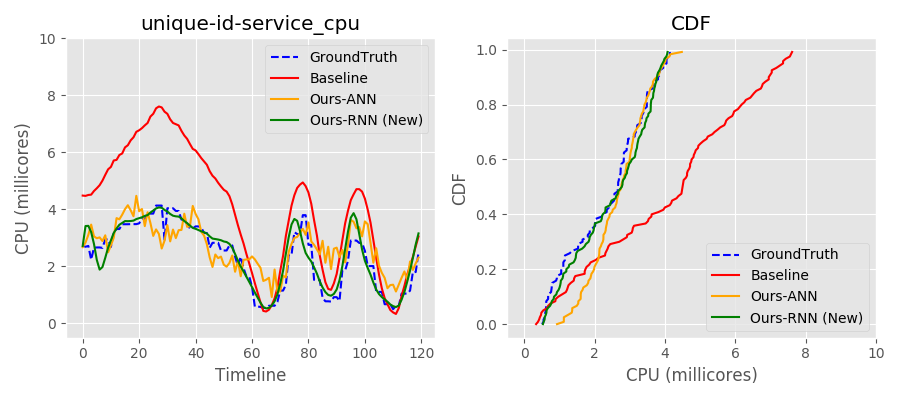 unique-id-service_cpu
10
8
6
4
2
0
CPU (millicores)
GroundTruth
Baseline
Ours-ANN
Ours-RNN (New)
0
20
40
60
80
100
120
Timeline
CDF
1.0
0.8
0.6
0.4
0.2
0.0
CDF
GroundTruth
Baseline
Ours-ANN
Ours-RNN (New)
0
2
4
6
8
10
CPU (millicores)